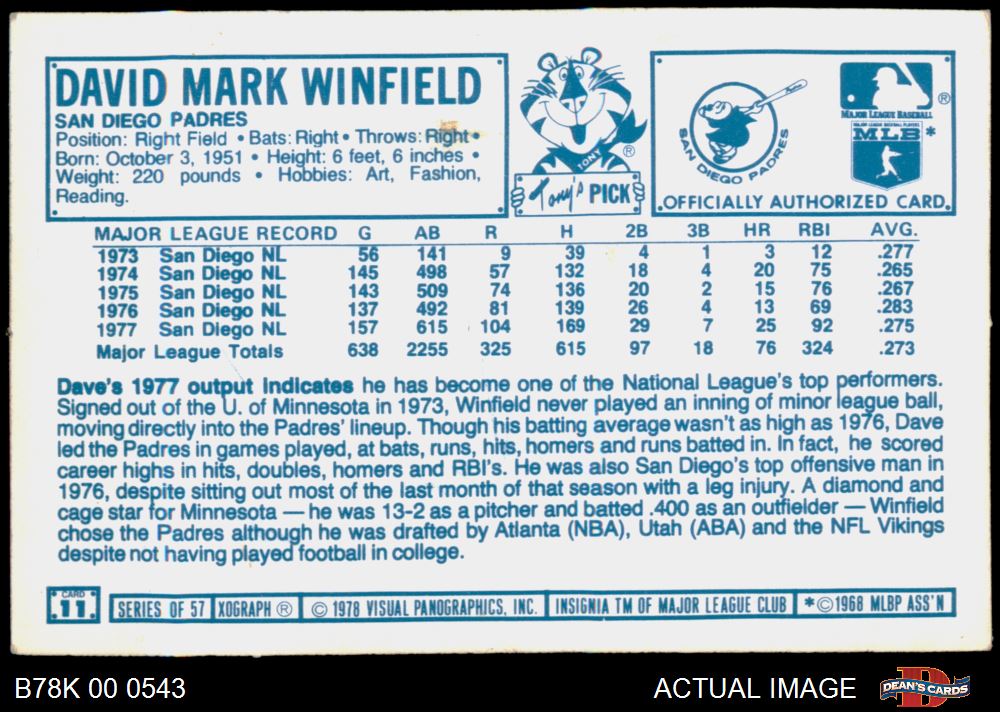 DAVID MARK WINFIELD
SAN DIEGO PADRES
Position: Right Field • Bats: Right • Throws: Right •
Born: October 3, 1951 • Height: 6 feet, 6 inches •
Weight: 220 pounds • Hobbies: Art, Fashion,
Reading.
TONY ®
Tony's PICK
SAN DIEGO PADRES
®
MAJOR LEAGUE BASEBALL
MAJOR LEAGUE BASEBALL PLAYERS
MLB *
OFFICIALLY AUTHORIZED CARD.
MAJOR LEAGUE RECORD G AB R H 2B 3B HR RBI AVG.
1973 San Diego NL 56 141 9 39 4 1 3 12 .277
1974 San Diego NL 145 498 57 132 18 4 20 75 .265
1975 San Diego NL 143 509 74 136 20 2 15 76 .267
1976 San Diego NL 137 492 81 139 26 4 13 69 .283
1977 San Diego NL 157 615 104 169 29 7 25 92 .275
Major League Totals 638 2255 325 615 97 18 76 324 .273
Dave's 1977 output indicates he has become one of the National League's top performers.
Signed out of the U. of Minnesota in 1973, Winfield never played an inning of minor league ball,
moving directly into the Padres' lineup. Though his batting average wasn't as high as 1976, Dave
led the Padres in games played, at bats, runs, hits, homers and runs batted in. In fact, he scored
career highs in hits, doubles, homers and RBI's. He was also San Diego's top offensive man in
1976, despite sitting out most of the last month of that season with a leg injury. A diamond and
cage star for Minnesota — he was 13-2 as a pitcher and batted .400 as an outfielder — Winfield
chose the Padres although he was drafted by Atlanta (NBA), Utah (ABA) and the NFL Vikings
despite not having played football in college.
CARD
11
SERIES OF 57 XOGRAPH ® © 1978 VISUAL PANOGRAPHICS, INC. INSIGNIA TM OF MAJOR LEAGUE CLUB *©1968 MLBP ASS'N
B78K 00 0543
ACTUAL IMAGE
DEAN'S CARDS